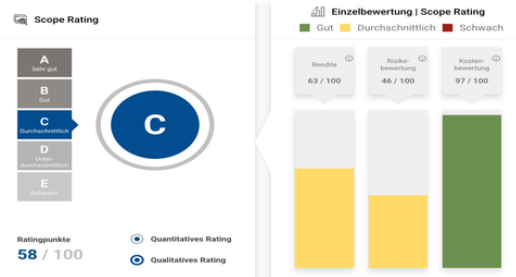 Scope Rating
A
Sehr gut
B
Gut
C
Durchschnittlich
D
Unter-
durchschnittlich
E
Schwach
C
Ratingpunkte
58 / 100
Quantitatives Rating
Qualitatives Rating
Einzelbewertung | Scope Rating
Gut Durchschnittlich Schwach
Rendite
63 / 100
Risiko-
bewertung
46 / 100
Kosten-
bewertung
97 / 100